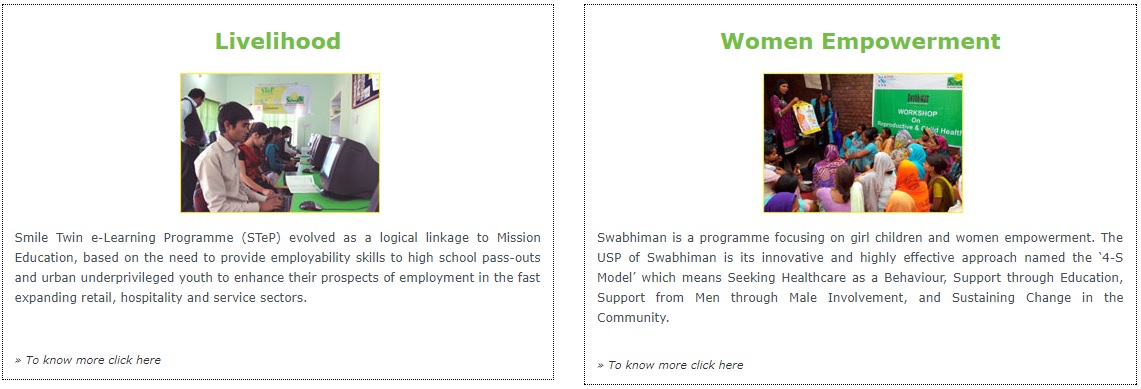 Livelihood
STeP
Smile Twin e-Learning Programme (STeP) evolved as a logical linkage to Mission
Education, based on the need to provide employability skills to high school pass-outs
and urban underprivileged youth to enhance their prospects of employment in the fast
expanding retail, hospitality and service sectors.
» To know more click here
Women Empowerment
Swabhiman
WORKSHOP
On
Reproductive & Child Health
Swabhiman is a programme focusing on girl children and women empowerment. The
USP of Swabhiman is its innovative and highly effective approach named the ‘4-S
Model’ which means Seeking Healthcare as a Behaviour, Support through Education,
Support from Men through Male Involvement, and Sustaining Change in the
Community.
» To know more click here